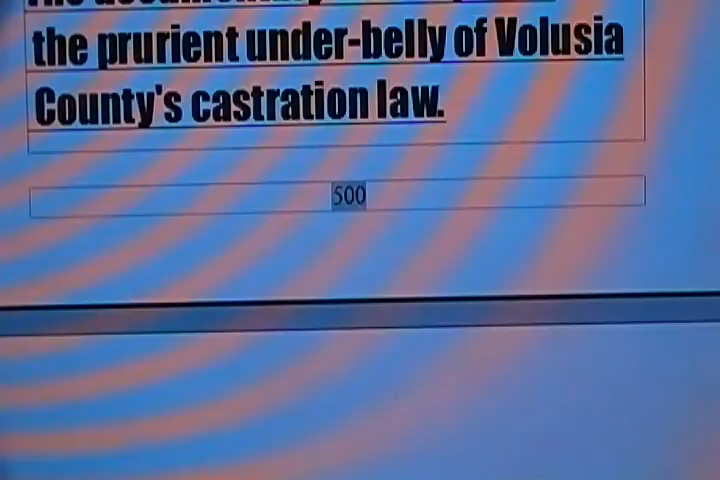 the prurient under-belly of Volusia
County's castration law.
500